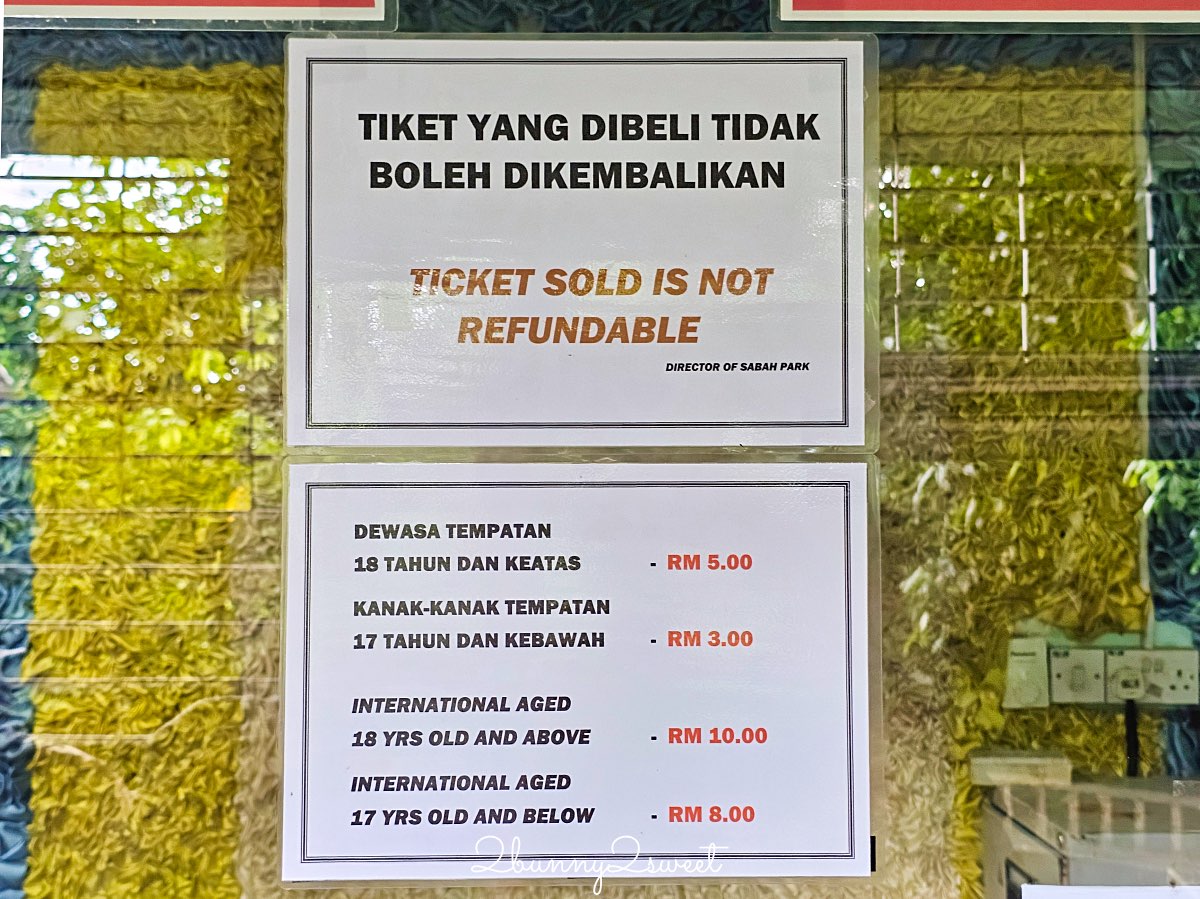 TIKET YANG DIBELI TIDAK
BOLEH DIKEMBALIKAN
TICKET SOLD IS NOT
REFUNDABLE
DIRECTOR OF SABAH PARK
DEWASA TEMPATAN
18 TAHUN DAN KEATAS - RM 5.00
KANAK-KANAK TEMPATAN
17 TAHUN DAN KEBAWAH - RM 3.00
INTERNATIONAL AGED
18 YRS OLD AND ABOVE - RM 10.00
INTERNATIONAL AGED
17 YRS OLD AND BELOW - RM 8.00
2bunny2sweet